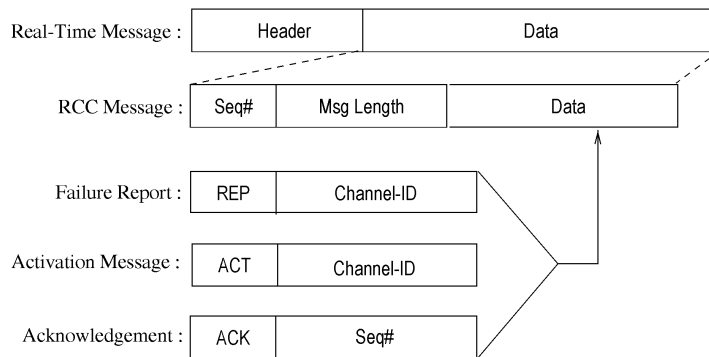 Real-Time Message : Header Data
RCC Message : Seq# Msg Length Data
Failure Report : REP Channel-ID
Activation Message : ACT Channel-ID
Acknowledgement : ACK Seq#